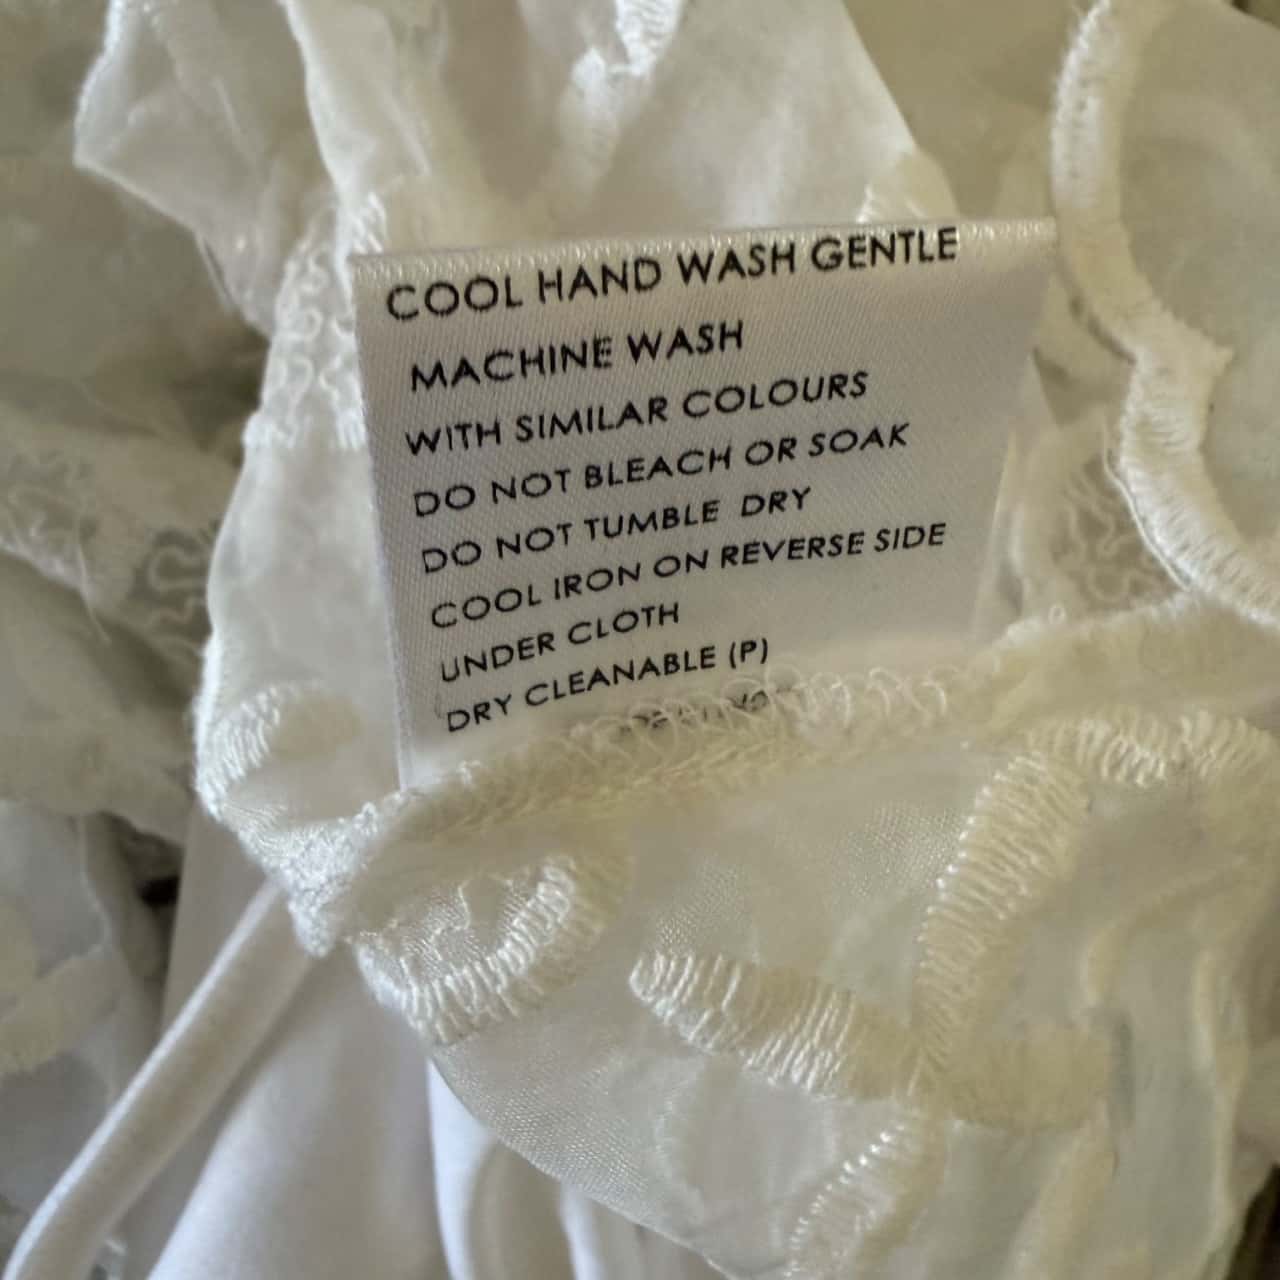 COOL HAND WASH GENTLE
MACHINE WASH
WITH SIMILAR COLOURS
DO NOT BLEACH OR SOAK
DO NOT TUMBLE DRY
COOL IRON ON REVERSE SIDE
UNDER CLOTH
DRY CLEANABLE (P)